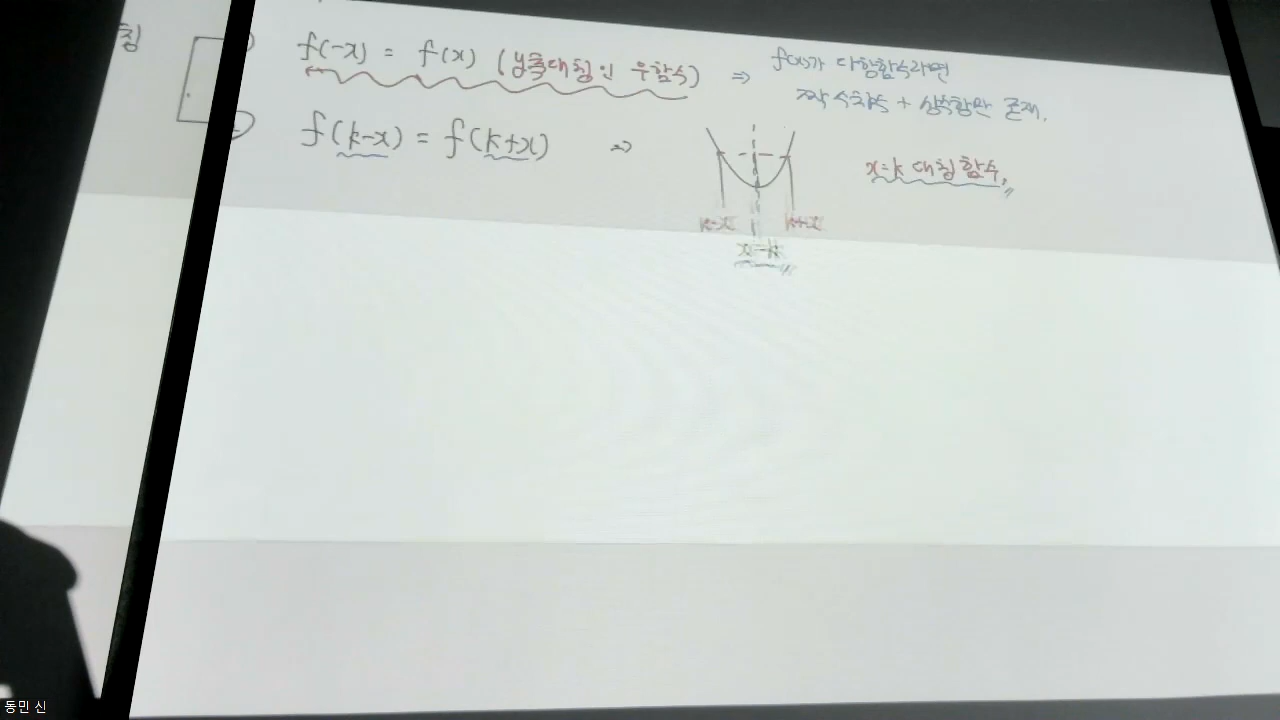 칭
f(-x) = f(x) (y축대칭인 우함수) ⇒ f(x)가 다항함수라면
짝수차수 + 상수항만 존재.
f(k-x) = f(k+x) ⇒
x=k 대칭함수,
k-x k+x
x=k
동민 신